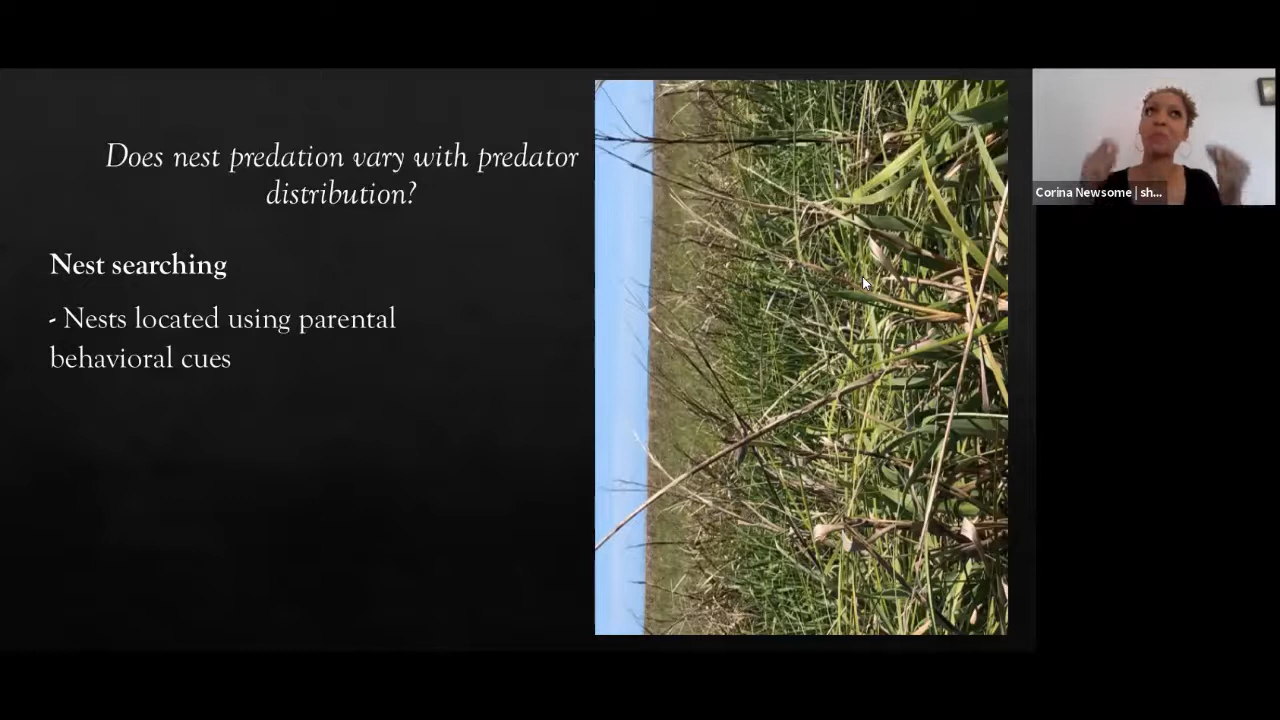 Does nest predation vary with predator
distribution?
Nest searching
- Nests located using parental
behavioral cues
Corina Newsome | sh...